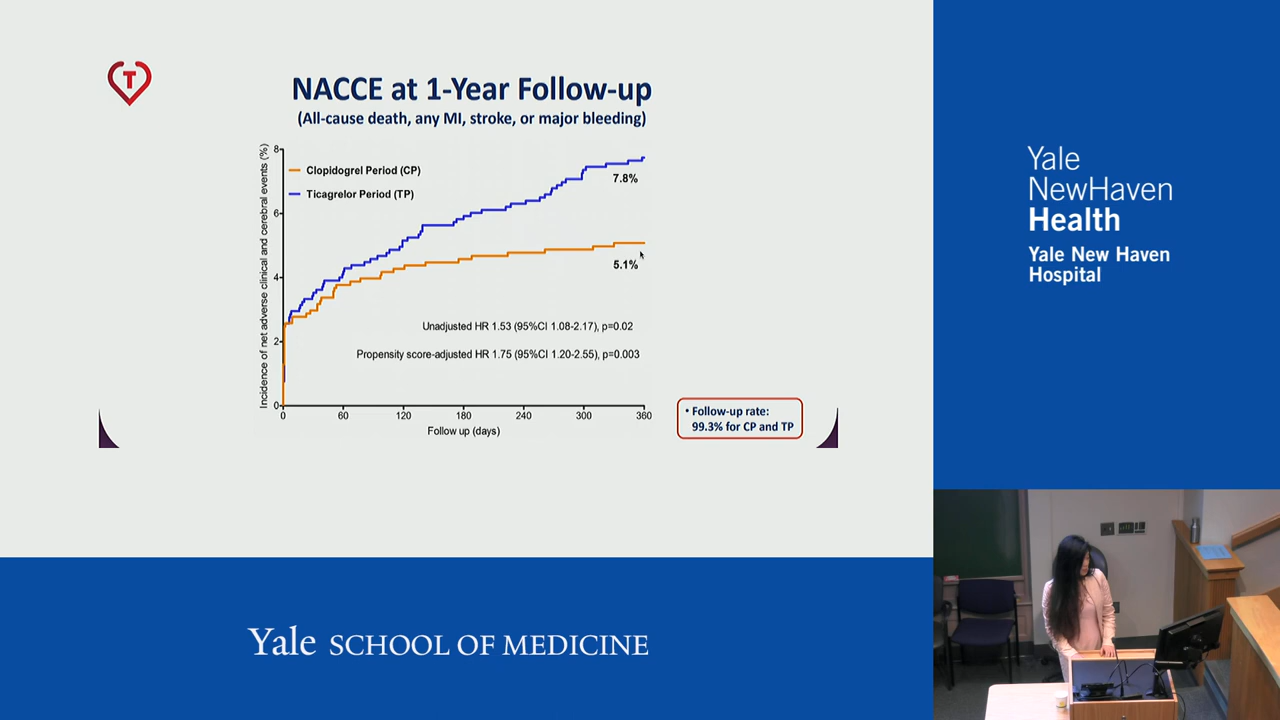 T
NACCE at 1-Year Follow-up
(All-cause death, any MI, stroke, or major bleeding)
Incidence of net adverse clinical and cerebral events (%)
8
6
4
2
0
Clopidogrel Period (CP)
Ticagrelor Period (TP)
7.8%
5.1%
Unadjusted HR 1.53 (95%CI 1.08-2.17), p=0.02
Propensity score-adjusted HR 1.75 (95%CI 1.20-2.55), p=0.003
0 60 120 180 240 300 360
Follow up (days)
• Follow-up rate:
99.3% for CP and TP
Yale
NewHaven
Health
Yale New Haven
Hospital
Yale SCHOOL OF MEDICINE